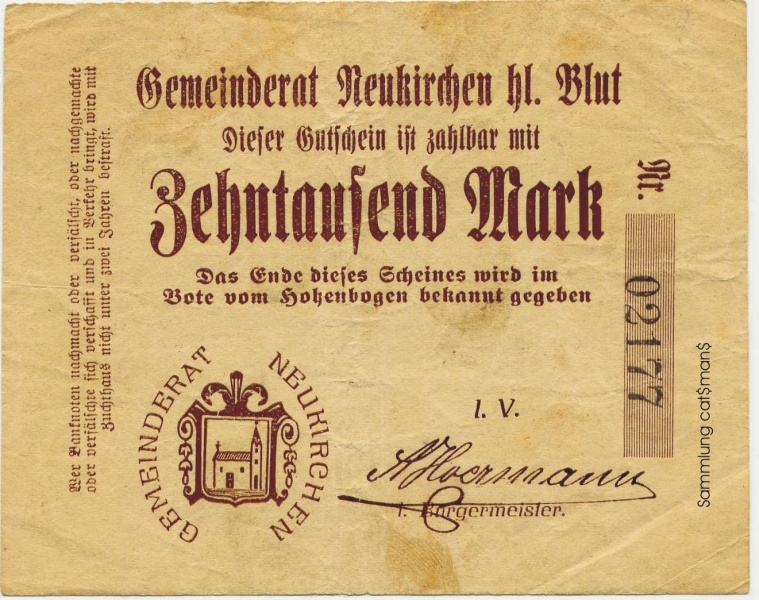 Gemeinderat Neukirchen hl. Blut
Dieser Gutschein ist zahlbar mit
Zehntausend Mark
Das Ende dieses Scheines wird im
Bote vom Hohenbogen bekannt gegeben
Wer Banknoten nachmacht oder verfälscht, oder nachgemachte
oder verfälschte sich verschafft und in Verkehr bringt, wird mit
Zuchthaus nicht unter zwei Jahren bestraft.
Nr. 02177
GEMEINDERAT NEUKIRCHEN
I. V.
A Hoermann
1. Bürgermeister.
Sammlung cat$man$